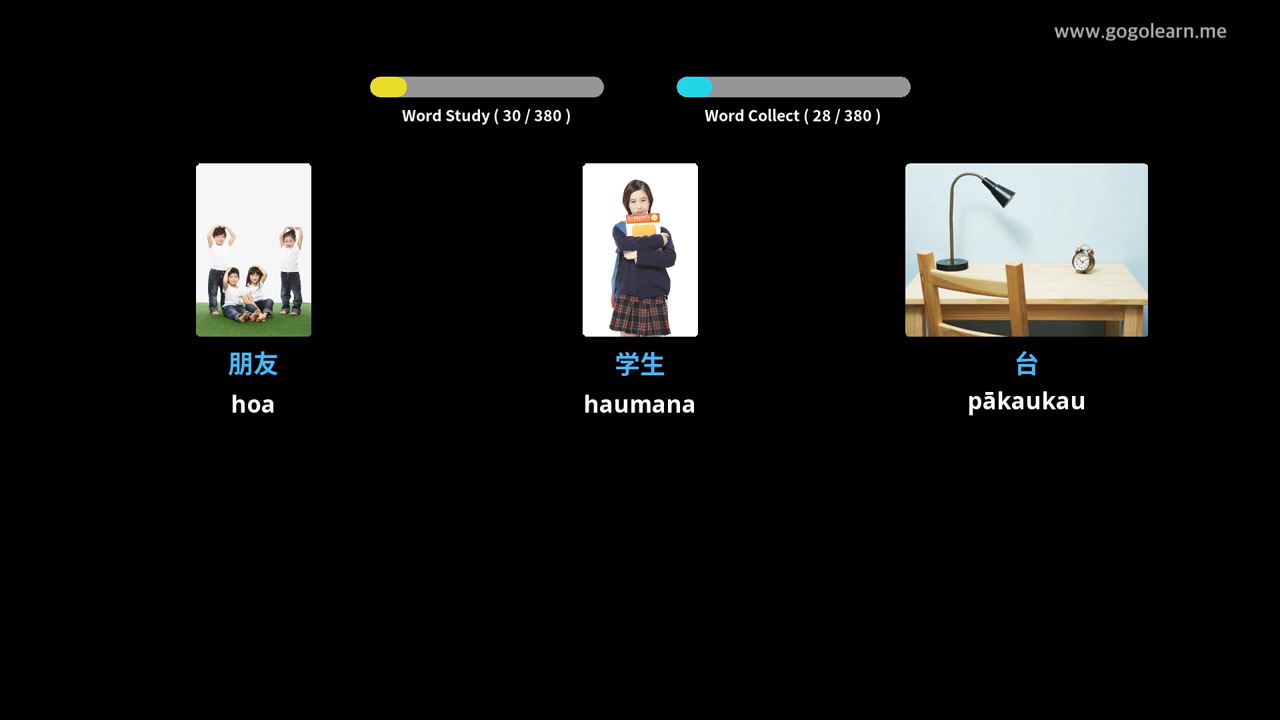 www.gogolearn.me
Word Study ( 30 / 380 )
Word Collect ( 28 / 380 )
BARRON'S
朋友
学生
台
hoa
haumana
pākaukau